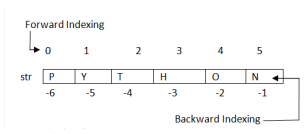 Forward Indexing
0 1 2 3 4 5
str P Y T H O N
-6 -5 -4 -3 -2 -1
Backward Indexing